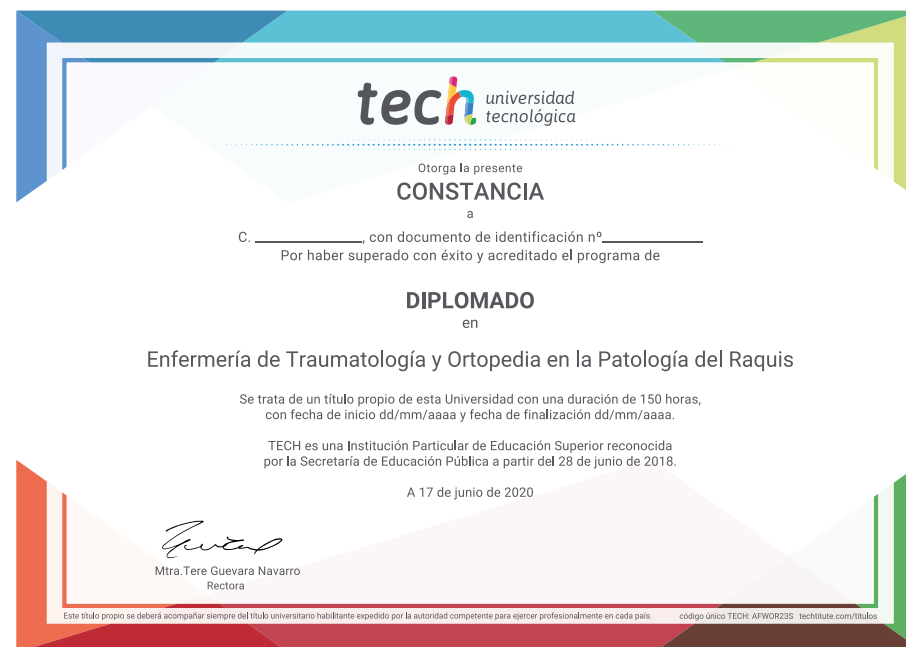 tech universidad
tecnológica
Otorga la presente
CONSTANCIA
a
C. ____________, con documento de identificación nº____________
Por haber superado con éxito y acreditado el programa de
DIPLOMADO
en
Enfermería de Traumatología y Ortopedia en la Patología del Raquis
Se trata de un título propio de esta Universidad con una duración de 150 horas,
con fecha de inicio dd/mm/aaaa y fecha de finalización dd/mm/aaaa.
TECH es una Institución Particular de Educación Superior reconocida
por la Secretaría de Educación Pública a partir del 28 de junio de 2018.
A 17 de junio de 2020
Mtra.Tere Guevara Navarro
Rectora
Este título propio se deberá acompañar siempre del título universitario habilitante expedido por la autoridad competente para ejercer profesionalmente en cada país. código único TECH: AFWOR23S techtitute.com/titulos